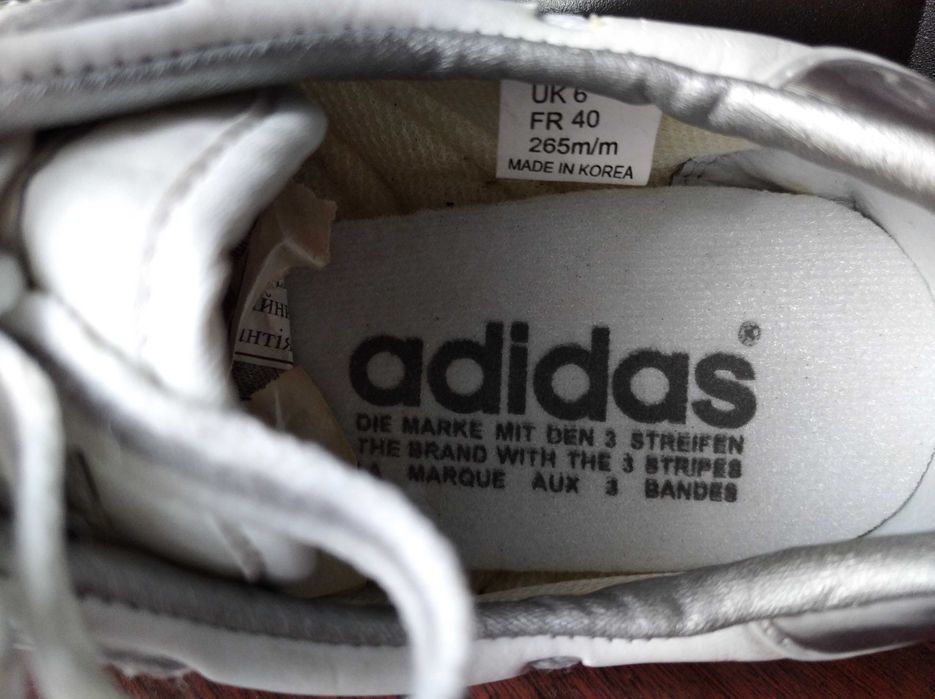 UK 6
FR 40
265m/m
MADE IN KOREA
adidas®
DIE MARKE MIT DEN 3 STREIFEN
THE BRAND WITH THE 3 STRIPES
LA MARQUE AUX 3 BANDES